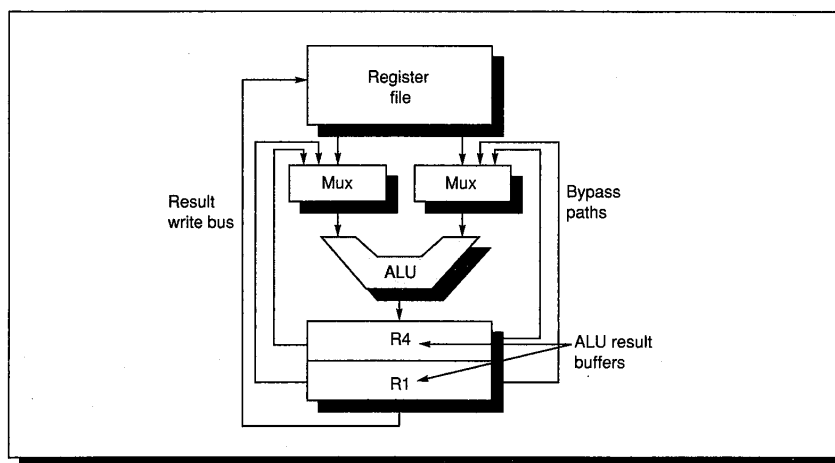 Register
file
Mux
Mux
Result
write bus
Bypass
paths
ALU
R4
ALU result
buffers
R1